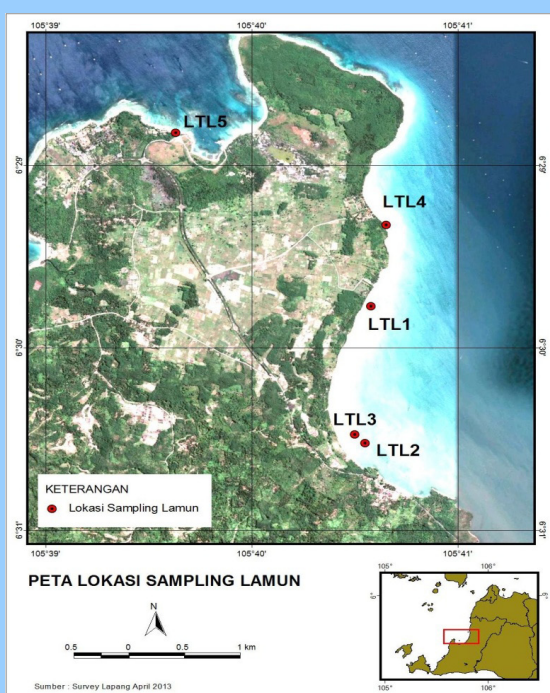 105°39' 105°40' 105°41'
LTL5
6°29' 6°29'
LTL4
LTL1
6°30' 6°30'
LTL3
LTL2
KETERANGAN
Lokasi Sampling Lamun
6°31' 6°31'
105°39' 105°40' 105°41'
PETA LOKASI SAMPLING LAMUN
N
0.5 0 0.5 1 km
105° 106°
6° 6°
105° 106°
Sumber : Survey Lapang April 2013